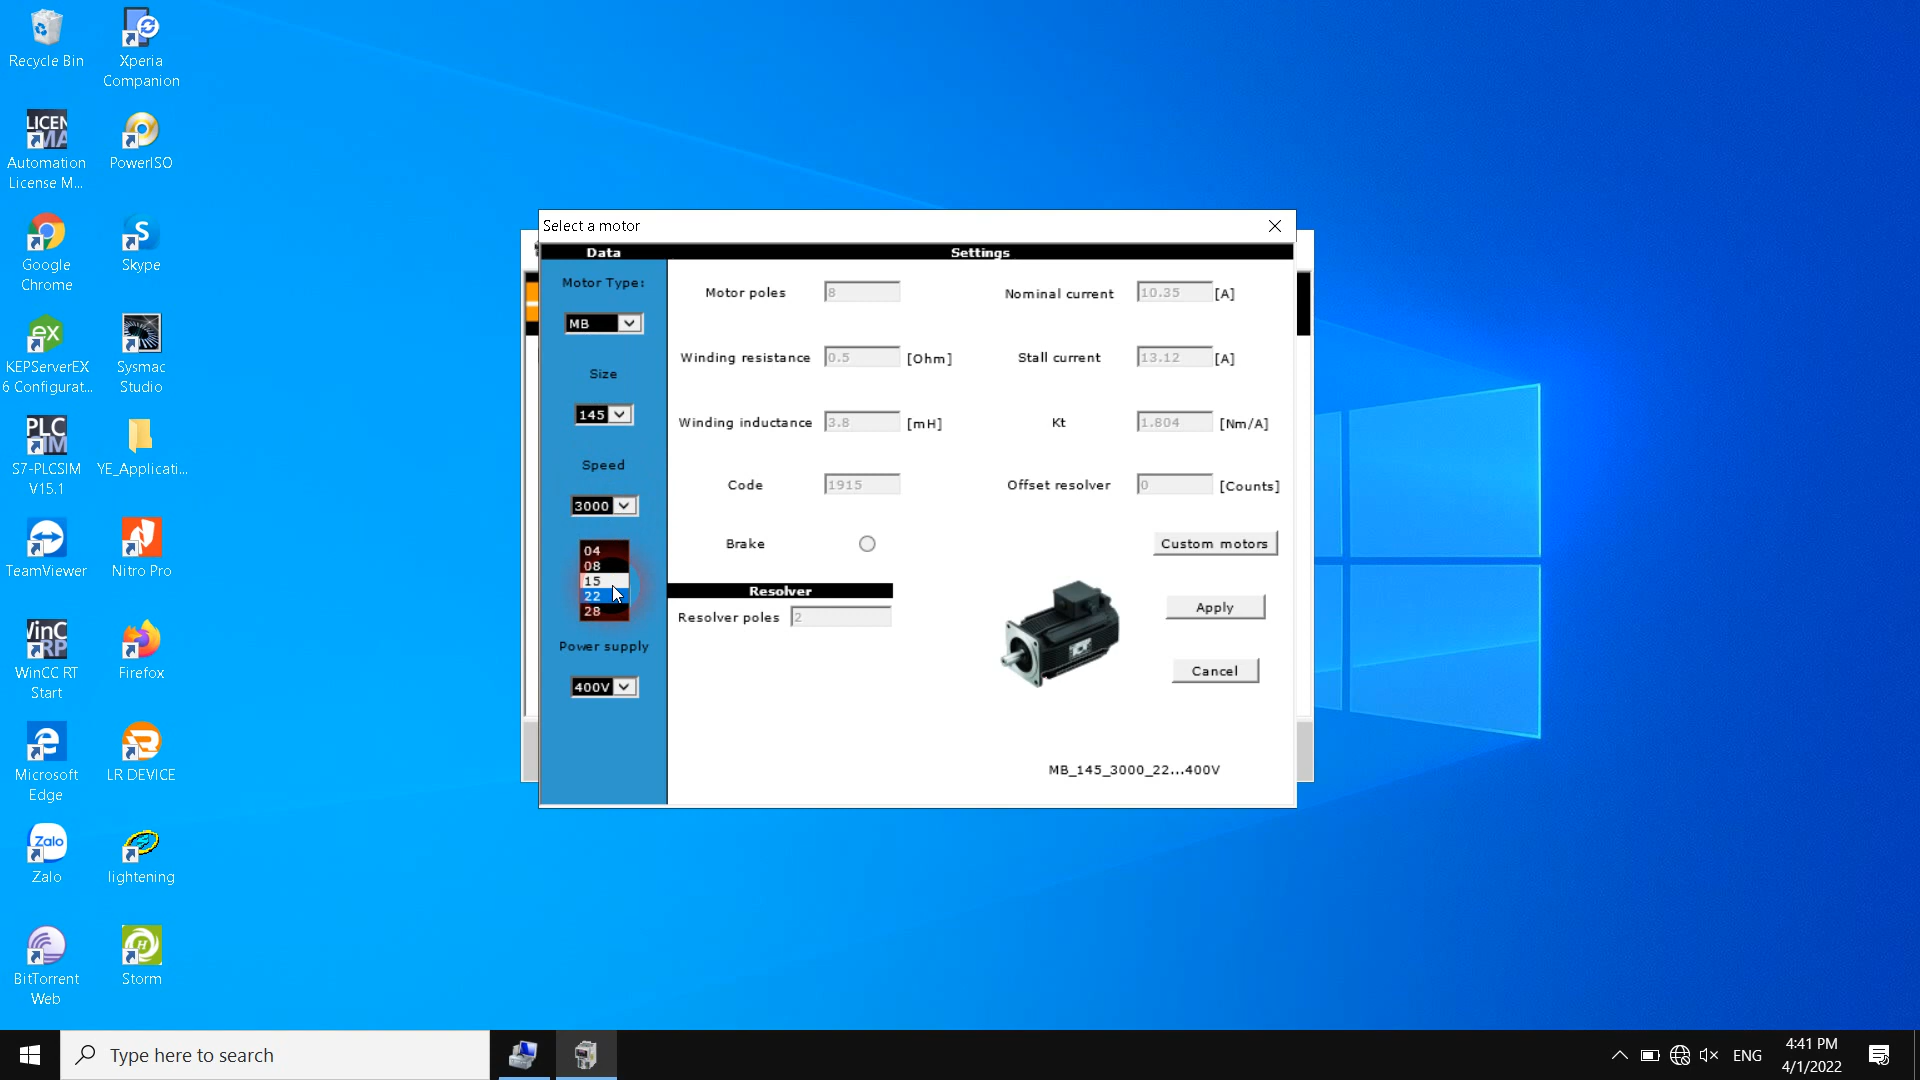 Recycle Bin
Xperia
Companion
LICEN
Automation
License M...
PowerISO
Google
Chrome
Skype
KEPServerEX
6 Configurat...
Sysmac
Studio
PLC
S7-PLCSIM
V15.1
YE_Applicati...
TeamViewer
Nitro Pro
WinCC RT
Start
Firefox
Microsoft
Edge
LR DEVICE
Zalo
Zalo
lightening
BitTorrent
Web
Storm
Select a motor
Data
Settings
Motor Type:
MB
Size
145
Speed
3000
04
08
15
22
28
Power supply
400V
Motor poles
8
Nominal current
10.35
[A]
Winding resistance
0.5
[Ohm]
Stall current
13.12
[A]
Winding inductance
3.8
[mH]
Kt
1.804
[Nm/A]
Code
1915
Offset resolver
0
[Counts]
Brake
Custom motors
Resolver
Resolver poles
2
Apply
Cancel
MB_145_3000_22...400V
Type here to search
ENG
4:41 PM
4/1/2022